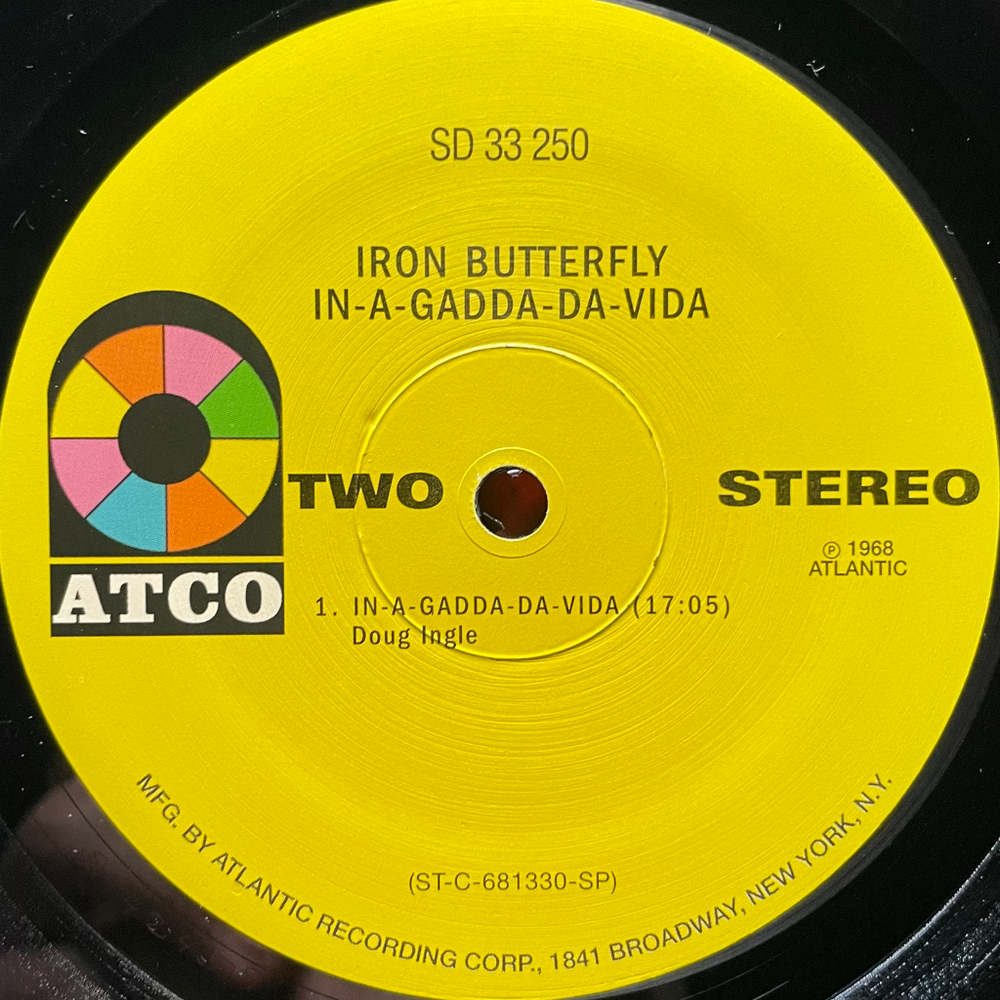 SD 33 250
IRON BUTTERFLY
IN-A-GADDA-DA-VIDA
TWO
STEREO
℗ 1968
ATLANTIC
ATCO
1. IN-A-GADDA-DA-VIDA (17:05)
Doug Ingle
(ST-C-681330-SP)
MFG. BY ATLANTIC RECORDING CORP., 1841 BROADWAY, NEW YORK, N.Y.